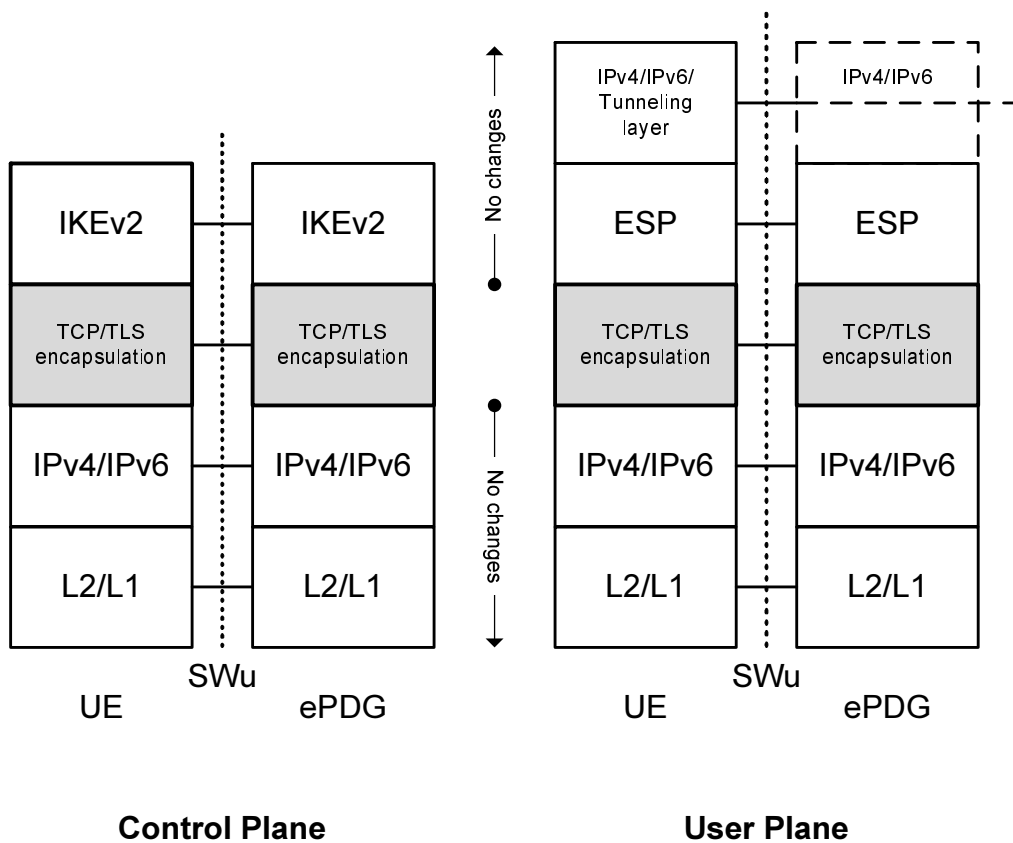 IKEv2
IKEv2
TCP/TLS
encapsulation
TCP/TLS
encapsulation
IPv4/IPv6
IPv4/IPv6
L2/L1
L2/L1
SWu
UE
ePDG
Control Plane
No changes
No changes
IPv4/IPv6/
Tunneling
layer
IPv4/IPv6
ESP
ESP
TCP/TLS
encapsulation
TCP/TLS
encapsulation
IPv4/IPv6
IPv4/IPv6
L2/L1
L2/L1
SWu
UE
ePDG
User Plane